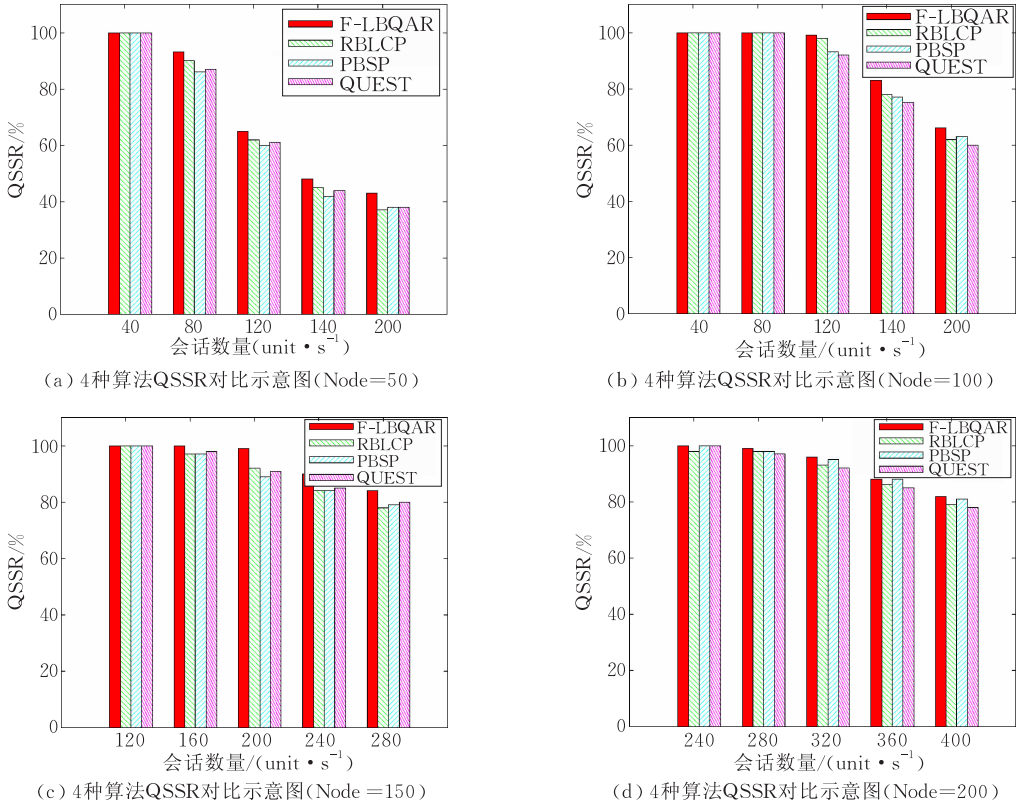 100
80
60
40
20
0
QSSR/%
F-LBQAR
RBLCP
PBSP
QUEST
40 80 120 140 200
会话数量(unit·s⁻¹)
(a) 4种算法QSSR对比示意图(Node=50)
100
80
60
40
20
0
QSSR/%
F-LBQAR
RBLCP
PBSP
QUEST
40 80 120 140 200
会话数量/(unit·s⁻¹)
(b) 4种算法QSSR对比示意图(Node=100)
100
80
60
40
20
0
QSSR/%
F-LBQAR
RBLCP
PBSP
QUEST
120 160 200 240 280
会话数量/(unit·s⁻¹)
(c) 4种算法QSSR对比示意图(Node=150)
100
80
60
40
20
0
QSSR/%
F-LBQAR
RBLCP
PBSP
QUEST
240 280 320 360 400
会话数量/(unit·s⁻¹)
(d) 4种算法QSSR对比示意图(Node=200)